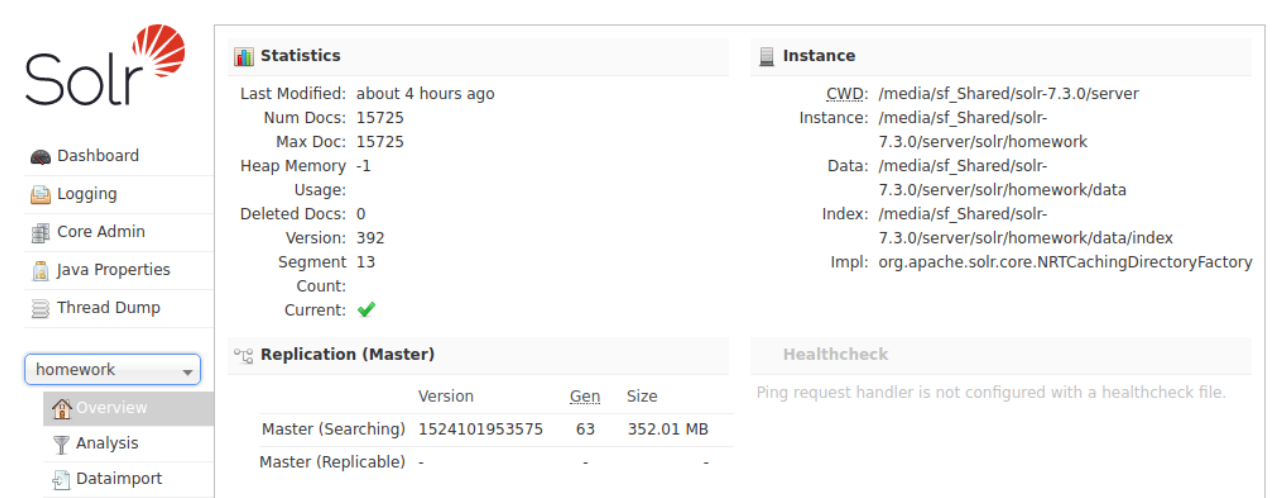 Solr
Dashboard
Logging
Core Admin
Java Properties
Thread Dump
homework
Overview
Analysis
Dataimport
Statistics
Last Modified: about 4 hours ago
Num Docs: 15725
Max Doc: 15725
Heap Memory -1
Usage:
Deleted Docs: 0
Version: 392
Segment 13
Count:
Current:
Instance
CWD: /media/sf_Shared/solr-7.3.0/server
Instance: /media/sf_Shared/solr-
7.3.0/server/solr/homework
Data: /media/sf_Shared/solr-
7.3.0/server/solr/homework/data
Index: /media/sf_Shared/solr-
7.3.0/server/solr/homework/data/index
Impl: org.apache.solr.core.NRTCachingDirectoryFactory
Replication (Master)
Version Gen Size
Master (Searching) 1524101953575 63 352.01 MB
Master (Replicable) - - -
Healthcheck
Ping request handler is not configured with a healthcheck file.